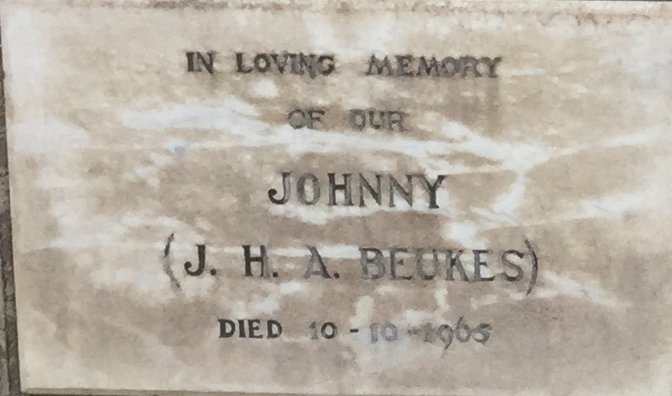 IN LOVING MEMORY
OF OUR
JOHNNY
(J. H. A. BEUKES)
DIED 10-10-1965